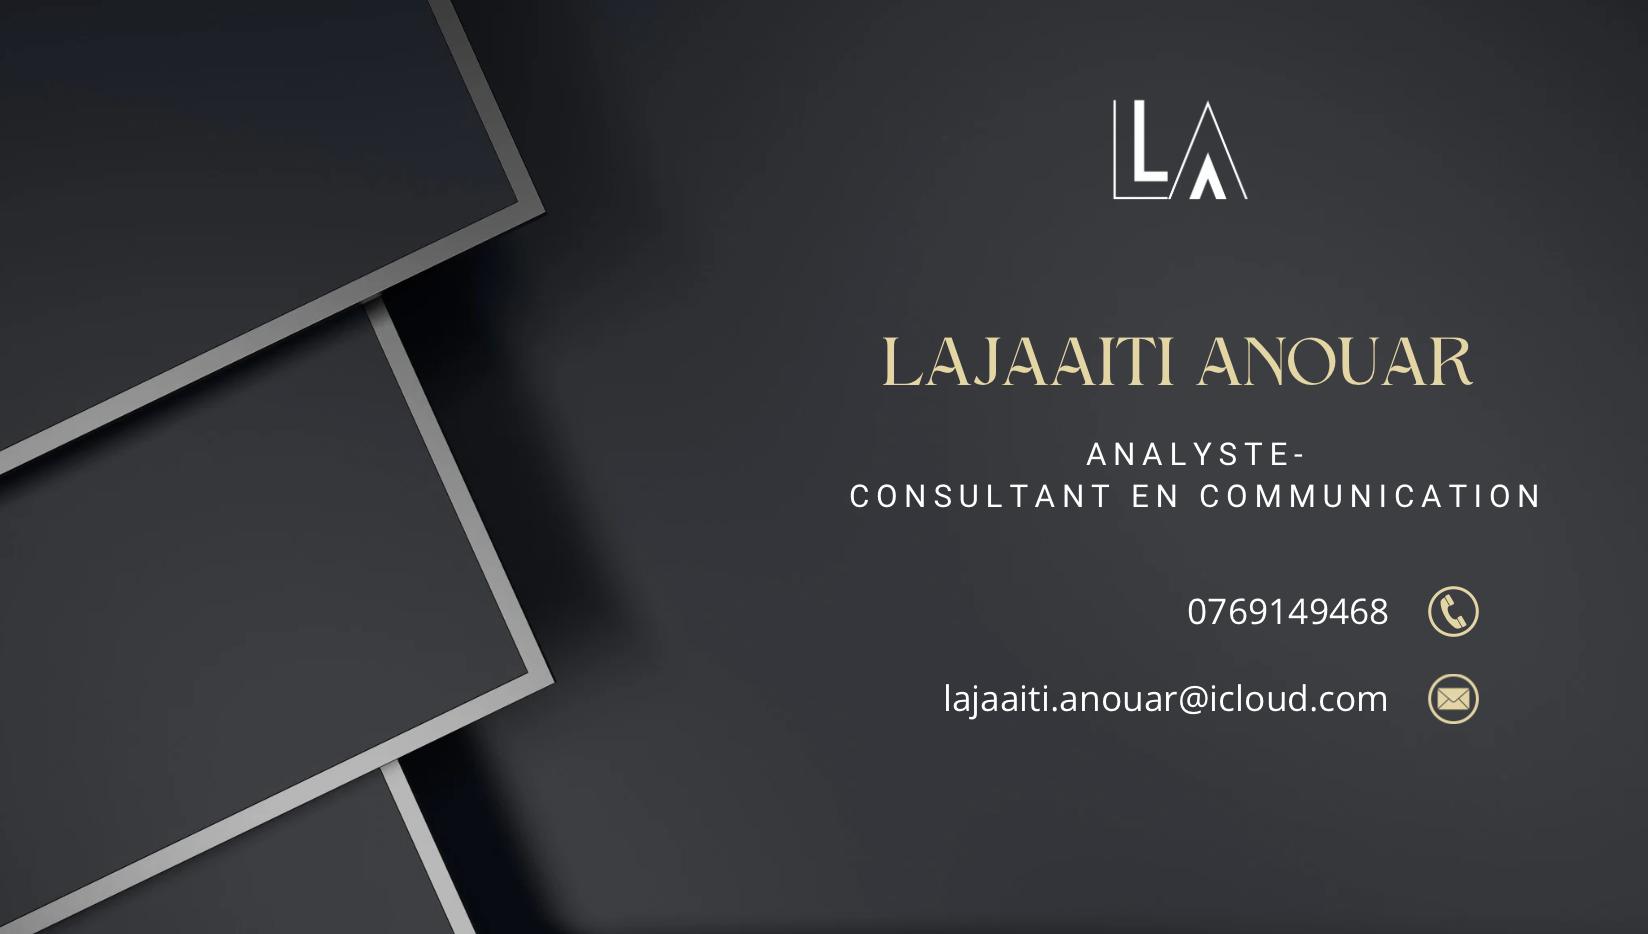 LA
LAJAAITI ANOUAR
ANALYSTE-
CONSULTANT EN COMMUNICATION
0769149468
lajaaiti.anouar@icloud.com